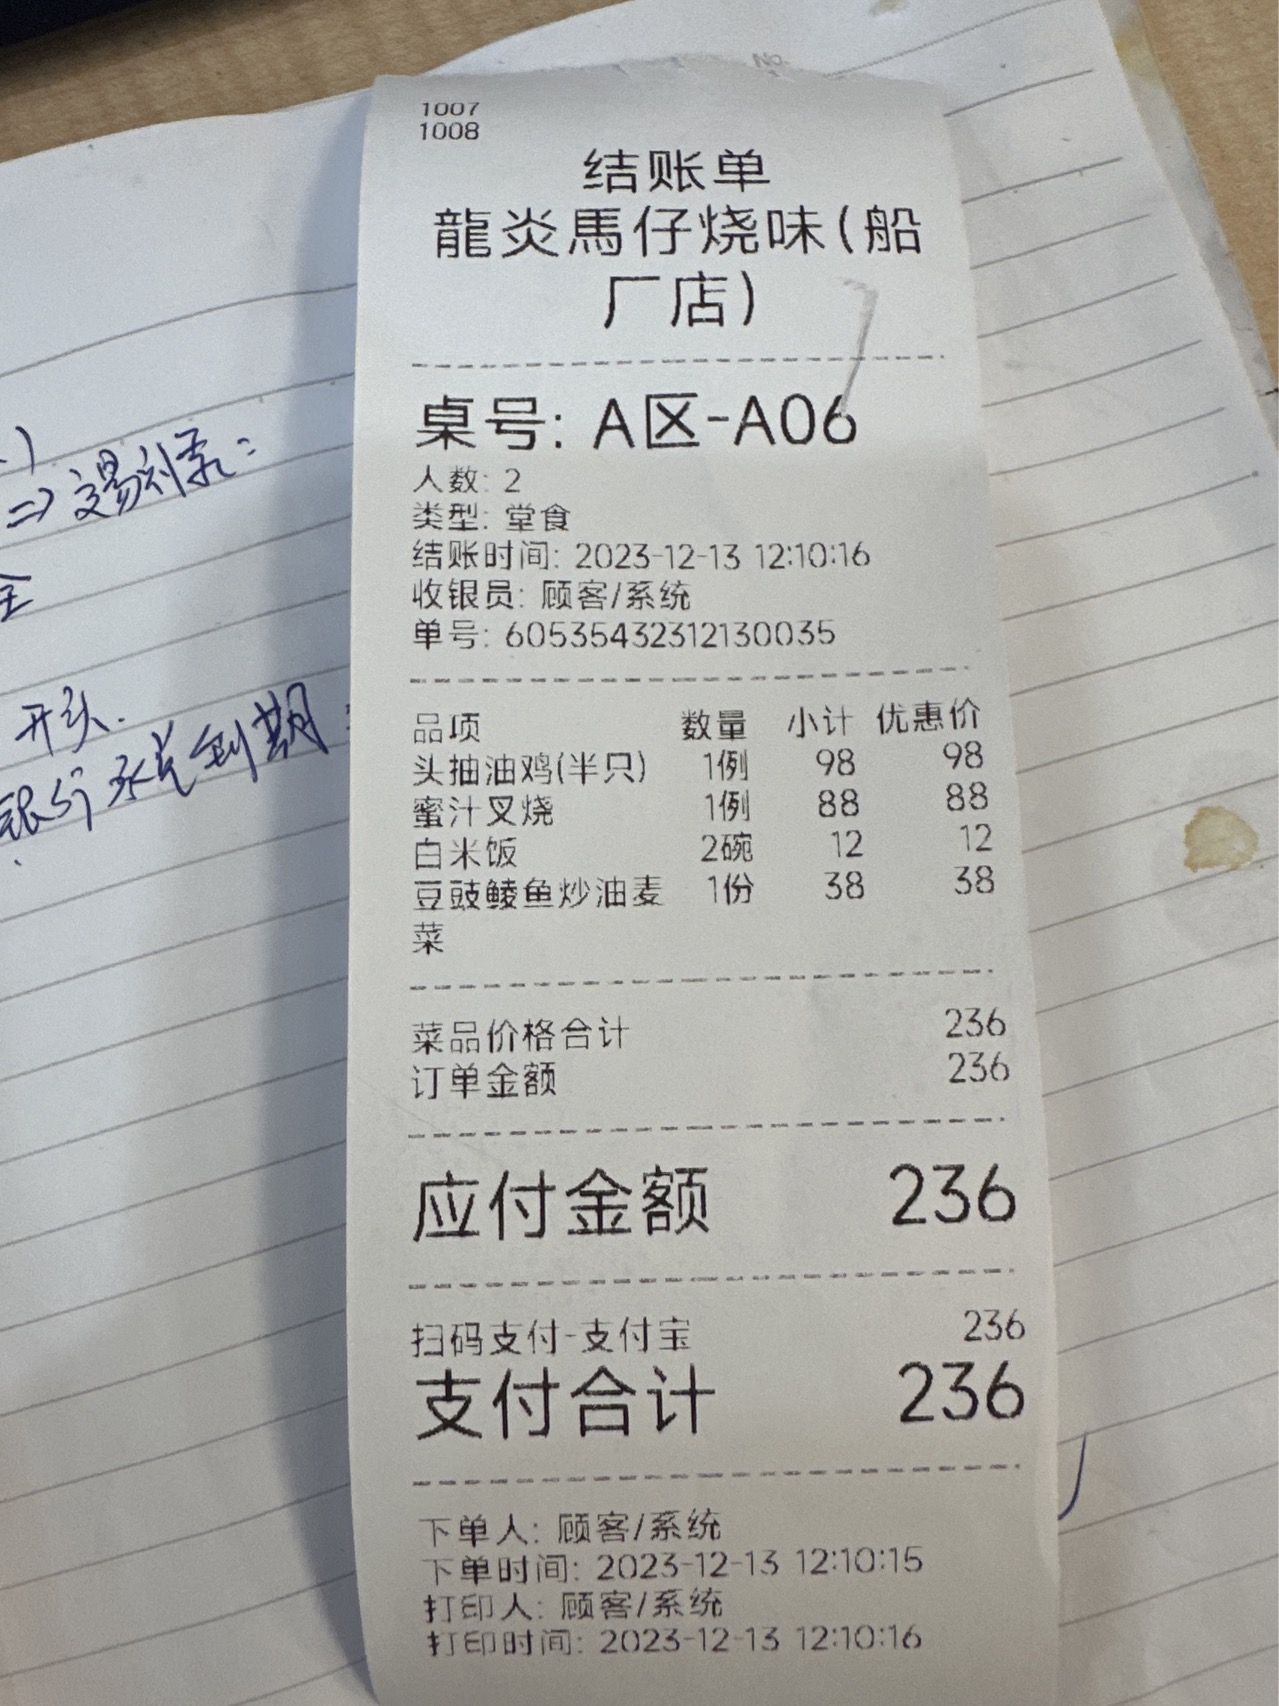 No.
1007
1008
结账单
龍炎馬仔烧味(船
厂店)
桌号: A区-A06
人数: 2
类型: 堂食
结账时间: 2023-12-13 12:10:16
收银员: 顾客/系统
单号: 60535432312130035
品项 数量 小计 优惠价
头抽油鸡(半只) 1例 98 98
蜜汁叉烧 1例 88 88
白米饭 2碗 12 12
豆豉鲮鱼炒油麦 1份 38 38
菜
菜品价格合计 236
订单金额 236
应付金额 236
扫码支付-支付宝 236
支付合计 236
下单人: 顾客/系统
下单时间: 2023-12-13 12:10:15
打印人: 顾客/系统
打印时间: 2023-12-13 12:10:16
全
开头.
到期